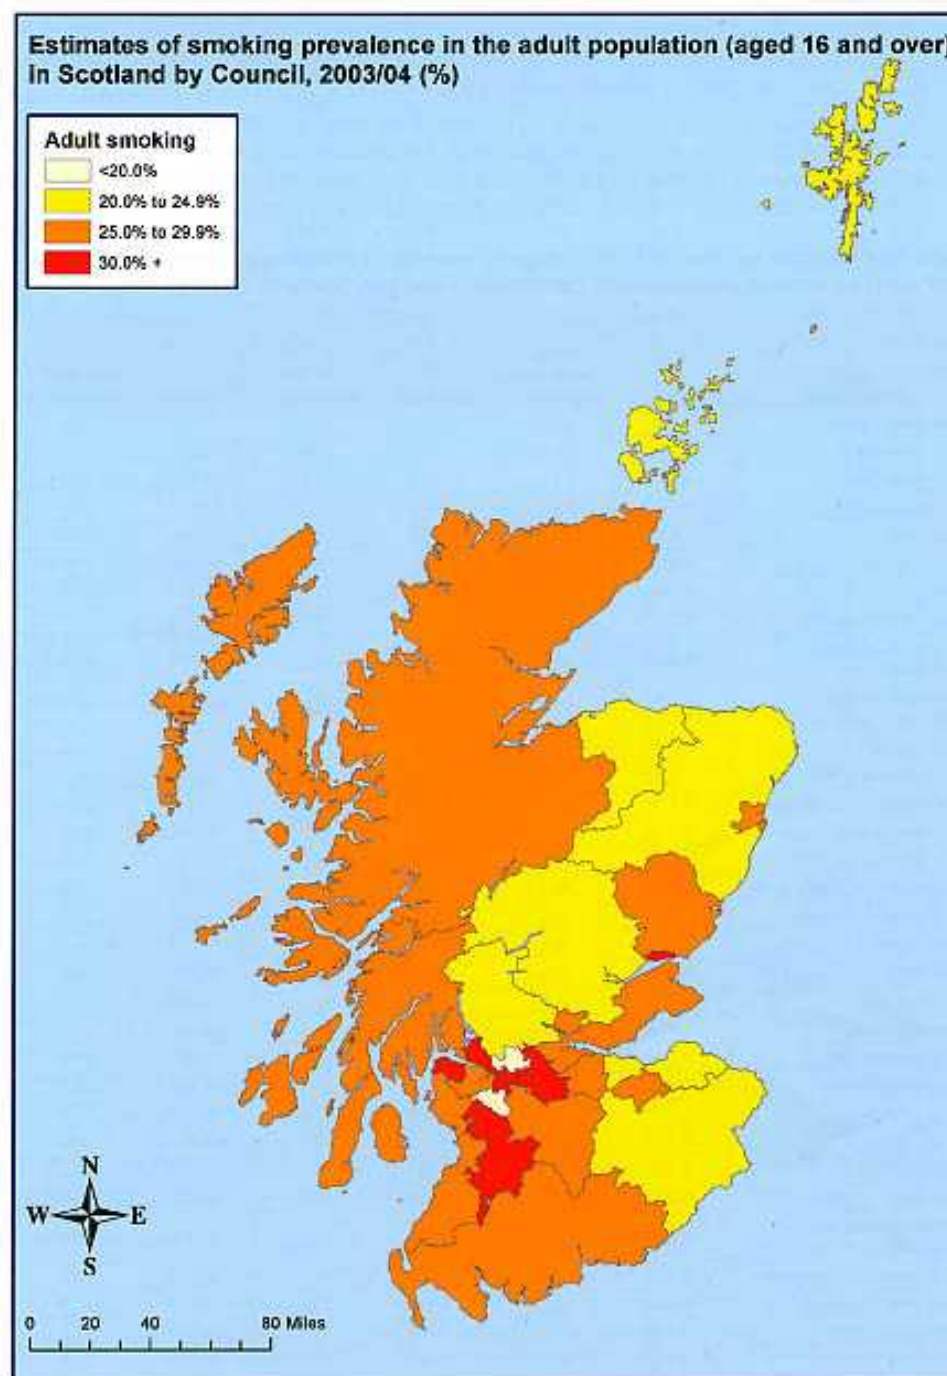 Estimates of smoking prevalence in the adult population (aged 16 and over)
in Scotland by Council, 2003/04 (%)
Adult smoking
<20.0%
20.0% to 24.9%
25.0% to 29.9%
30.0% +
N
W E
S
0 20 40 80 Miles